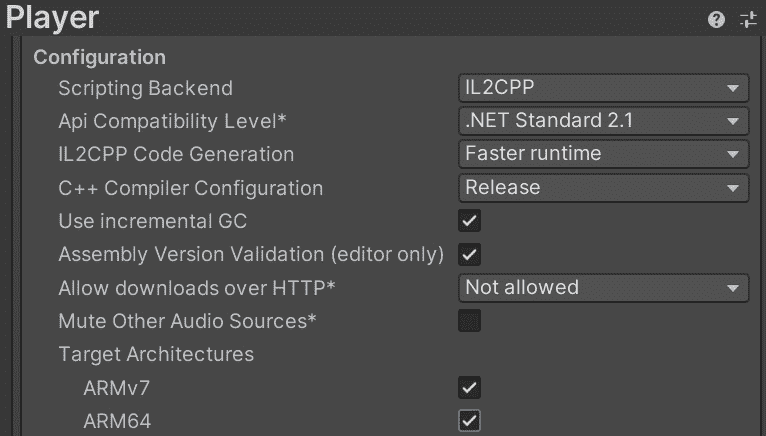 Player
Configuration
Scripting Backend IL2CPP
Api Compatibility Level* .NET Standard 2.1
IL2CPP Code Generation Faster runtime
C++ Compiler Configuration Release
Use incremental GC
Assembly Version Validation (editor only)
Allow downloads over HTTP* Not allowed
Mute Other Audio Sources*
Target Architectures
ARMv7
ARM64